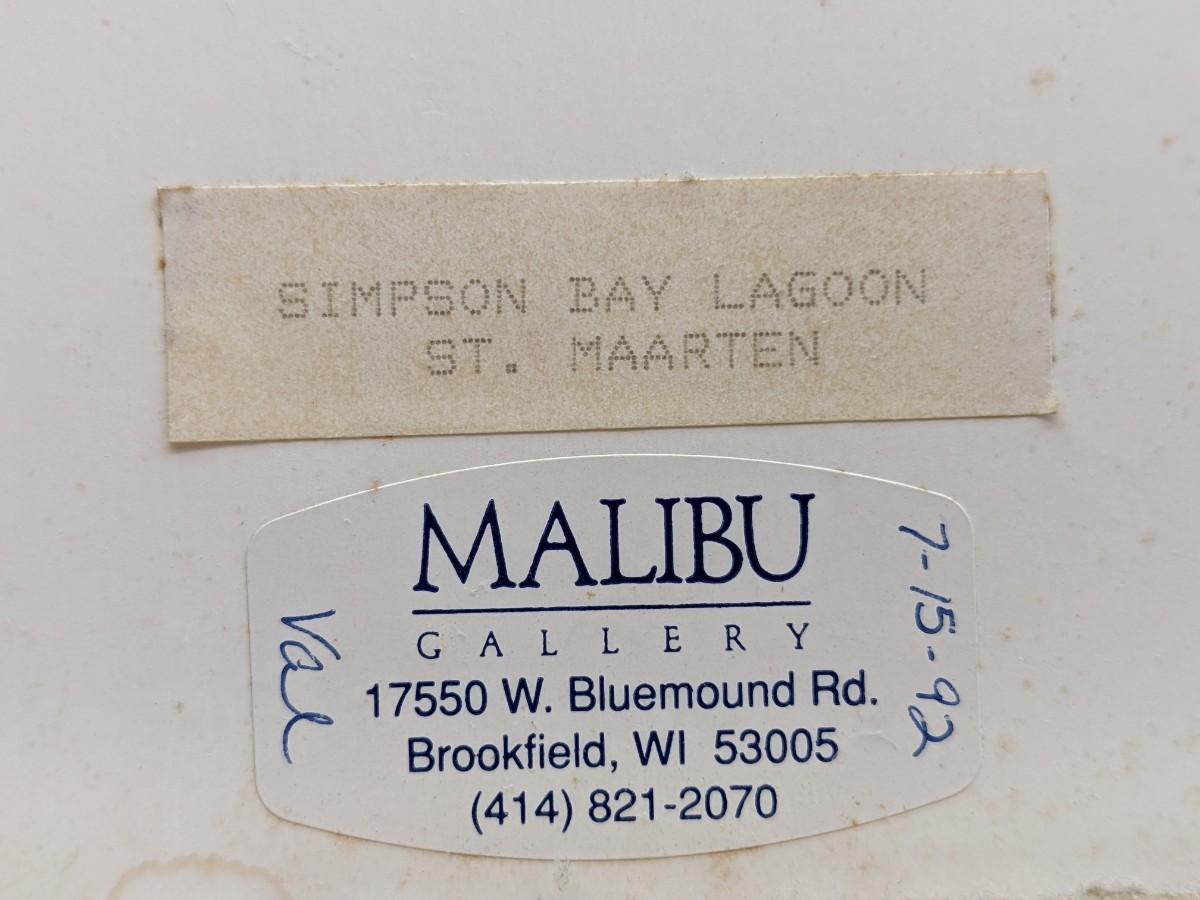 SIMPSON BAY LAGOON
ST. MAARTEN
MALIBU
GALLERY
17550 W. Bluemound Rd.
Brookfield, WI 53005
(414) 821-2070
Val
7-15-92